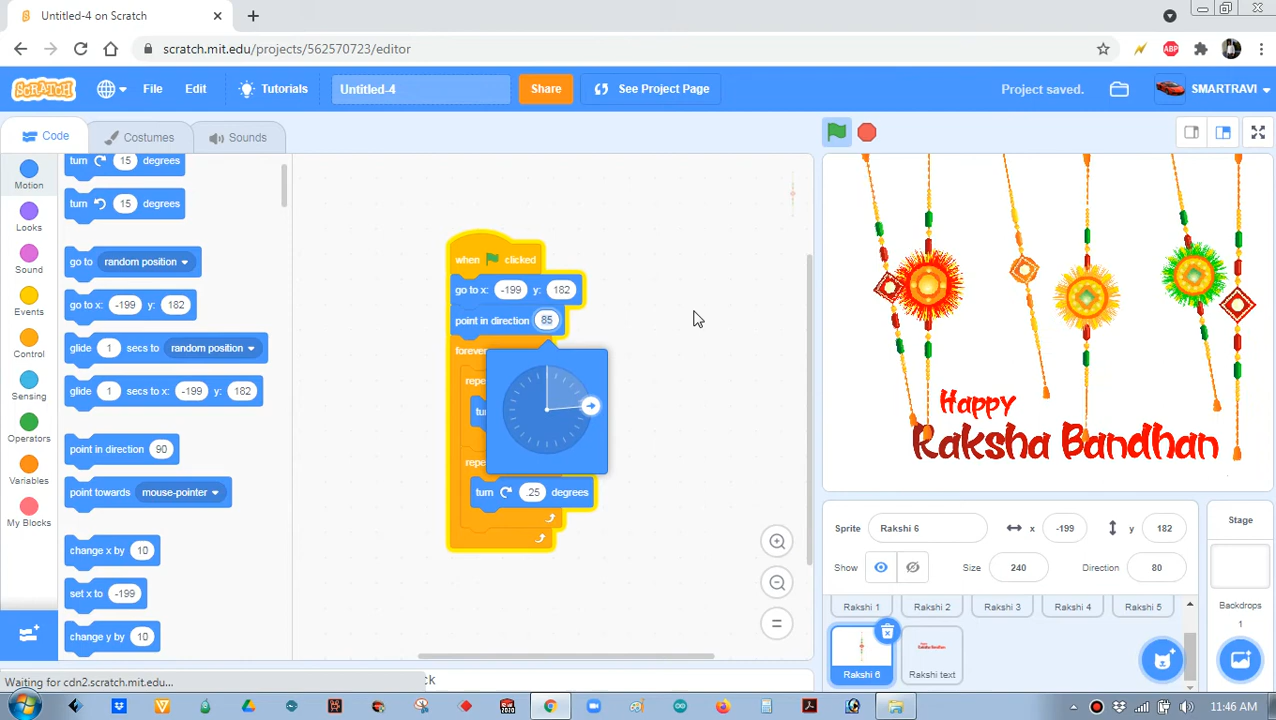 Untitled-4 on Scratch
scratch.mit.edu/projects/562570723/editor
ABP
SCRATCH
File
Edit
Tutorials
Untitled-4
Share
See Project Page
Project saved.
SMARTRAVI
Code
Costumes
Sounds
Motion
Looks
Sound
Events
Control
Sensing
Operators
Variables
My Blocks
turn 15 degrees
turn 15 degrees
go to random position
go to x: -199 y: 182
glide 1 secs to random position
glide 1 secs to x: -199 y: 182
point in direction 90
point towards mouse-pointer
change x by 10
set x to -199
change y by 10
when clicked
go to x: -199 y: 182
point in direction 85
forever
turn .25 degrees
Happy
Raksha Bandhan
Sprite Rakshi 6 x -199 y 182
Show Size 240 Direction 80
Stage
Backdrops
1
Rakshi 1
Rakshi 2
Rakshi 3
Rakshi 4
Rakshi 5
Rakshi 6
Rakshi text
Waiting for cdn2.scratch.mit.edu...
ck
11:46 AM